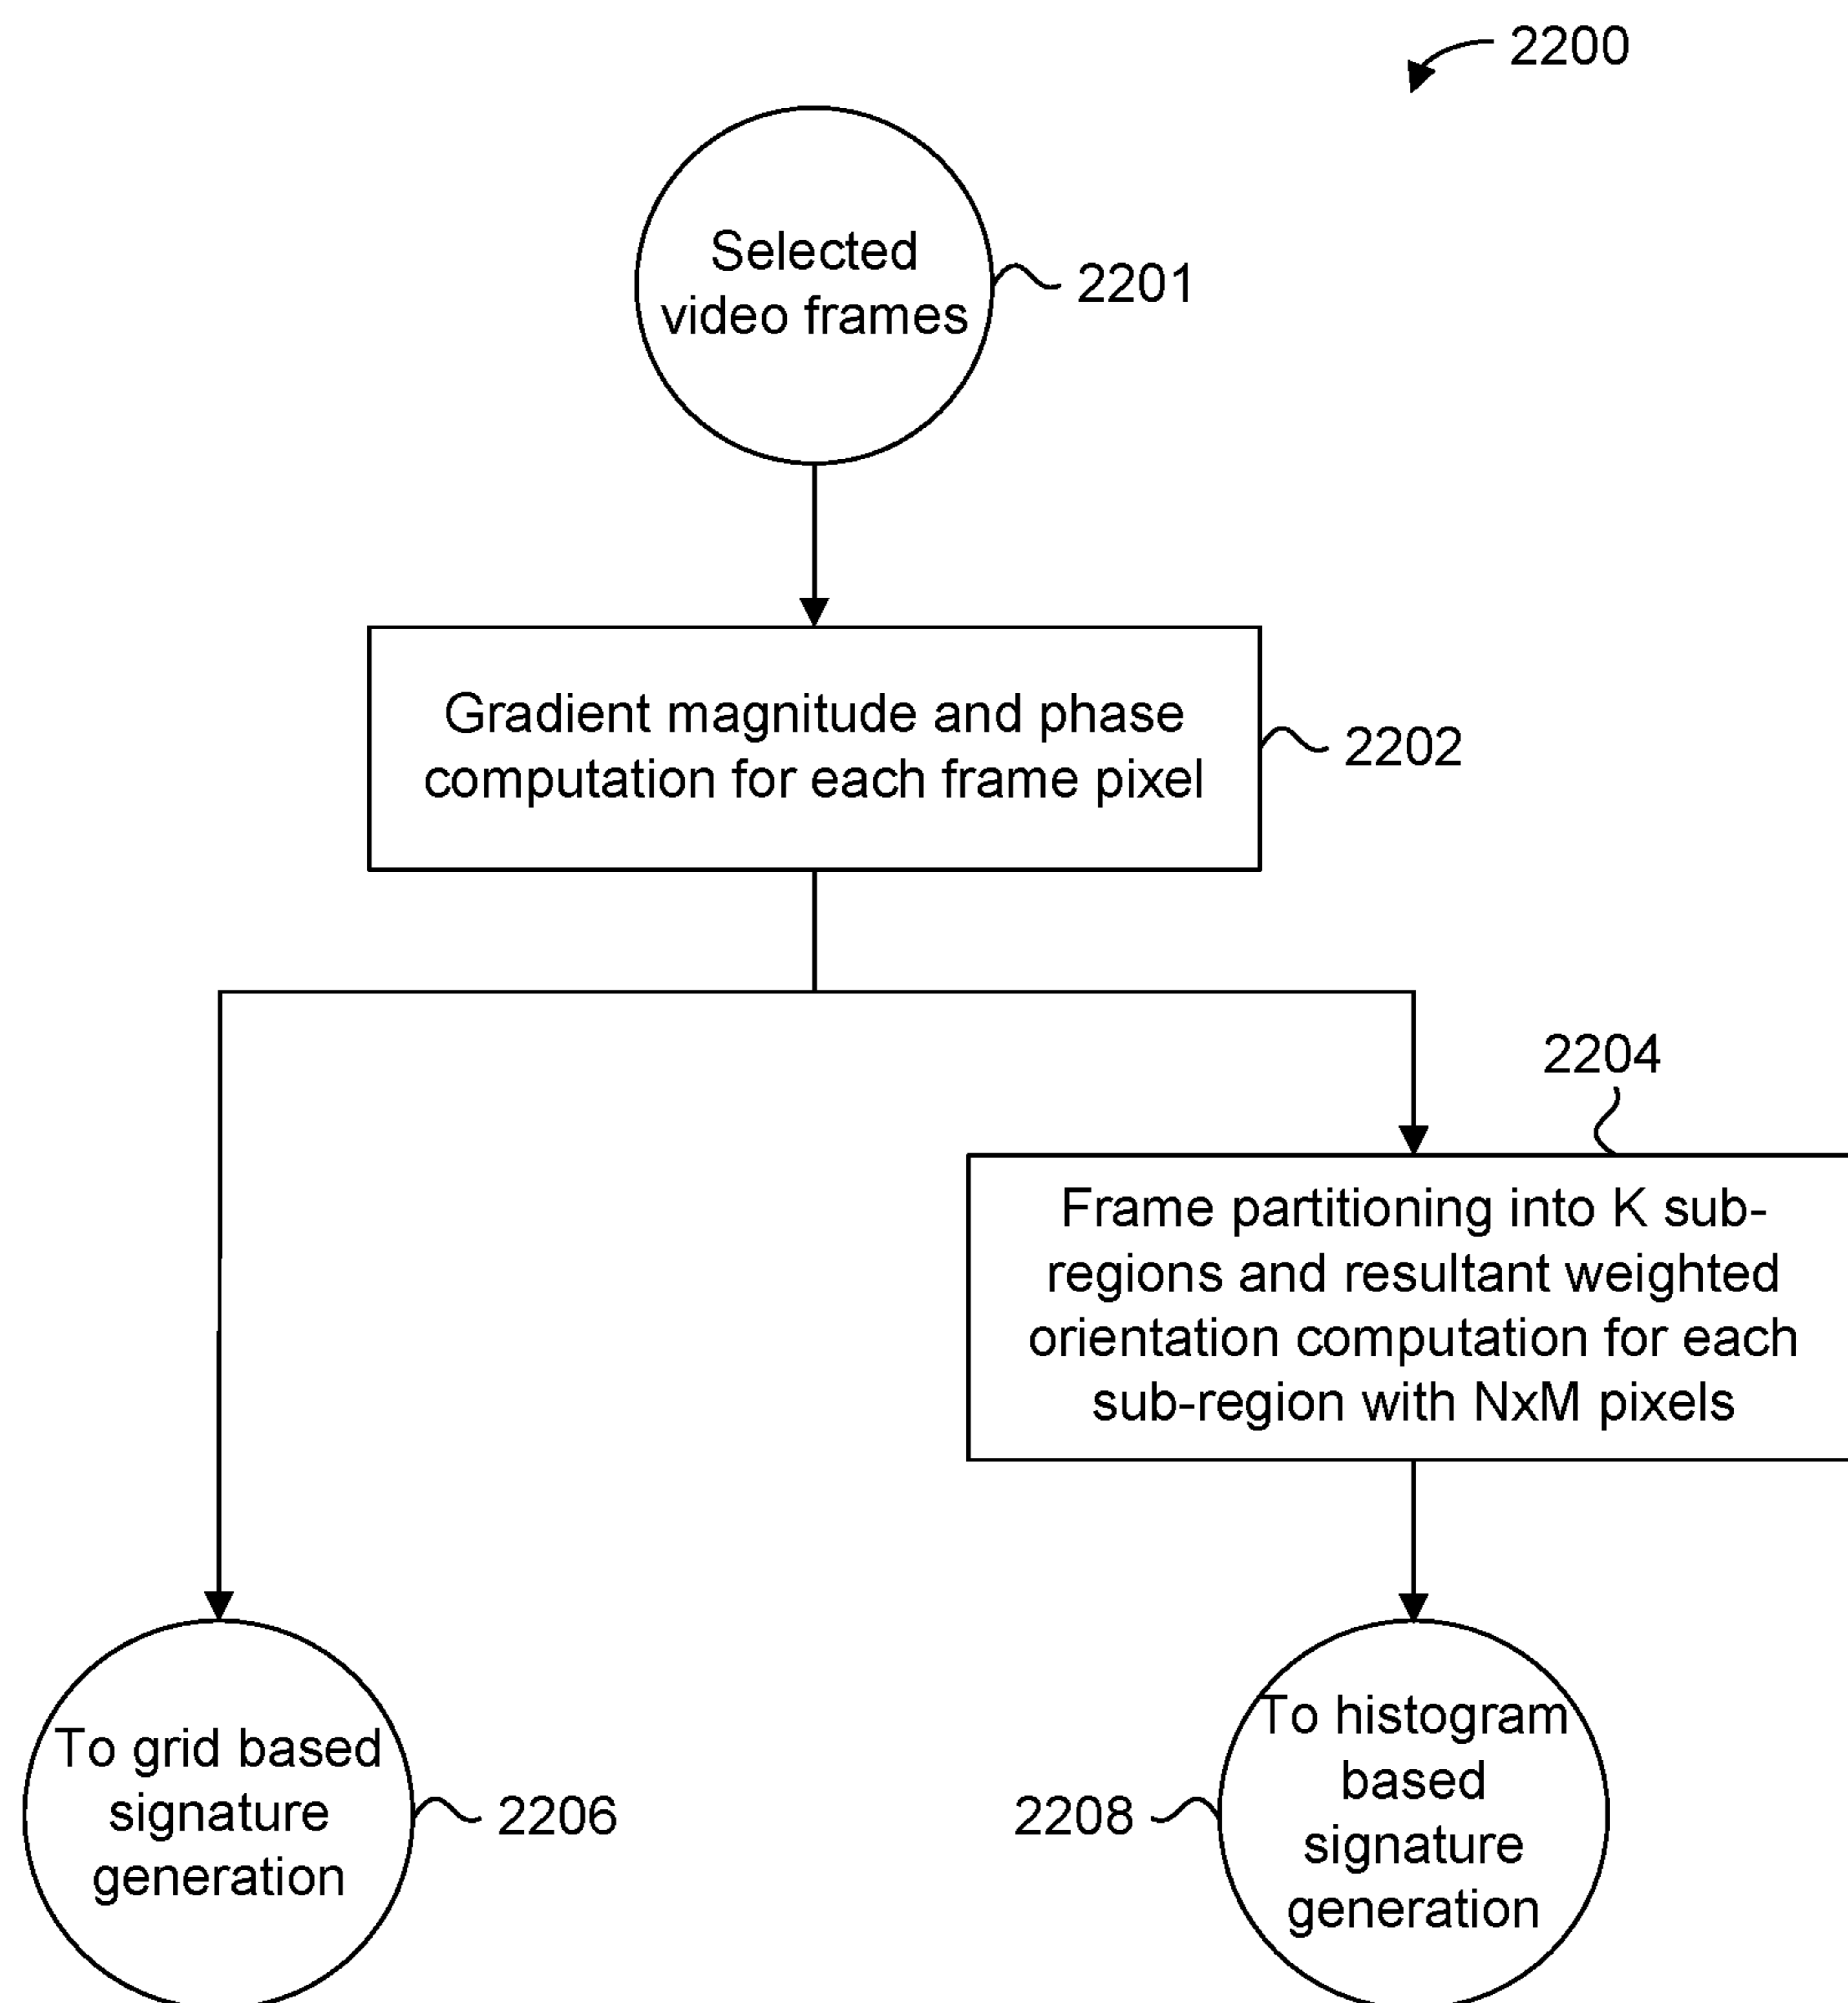 2200
Selected
video frames
2201
Gradient magnitude and phase
computation for each frame pixel
2202
2204
Frame partitioning into K sub-
regions and resultant weighted
orientation computation for each
sub-region with NxM pixels
To grid based
signature
generation
2206
2208
To histogram
based
signature
generation